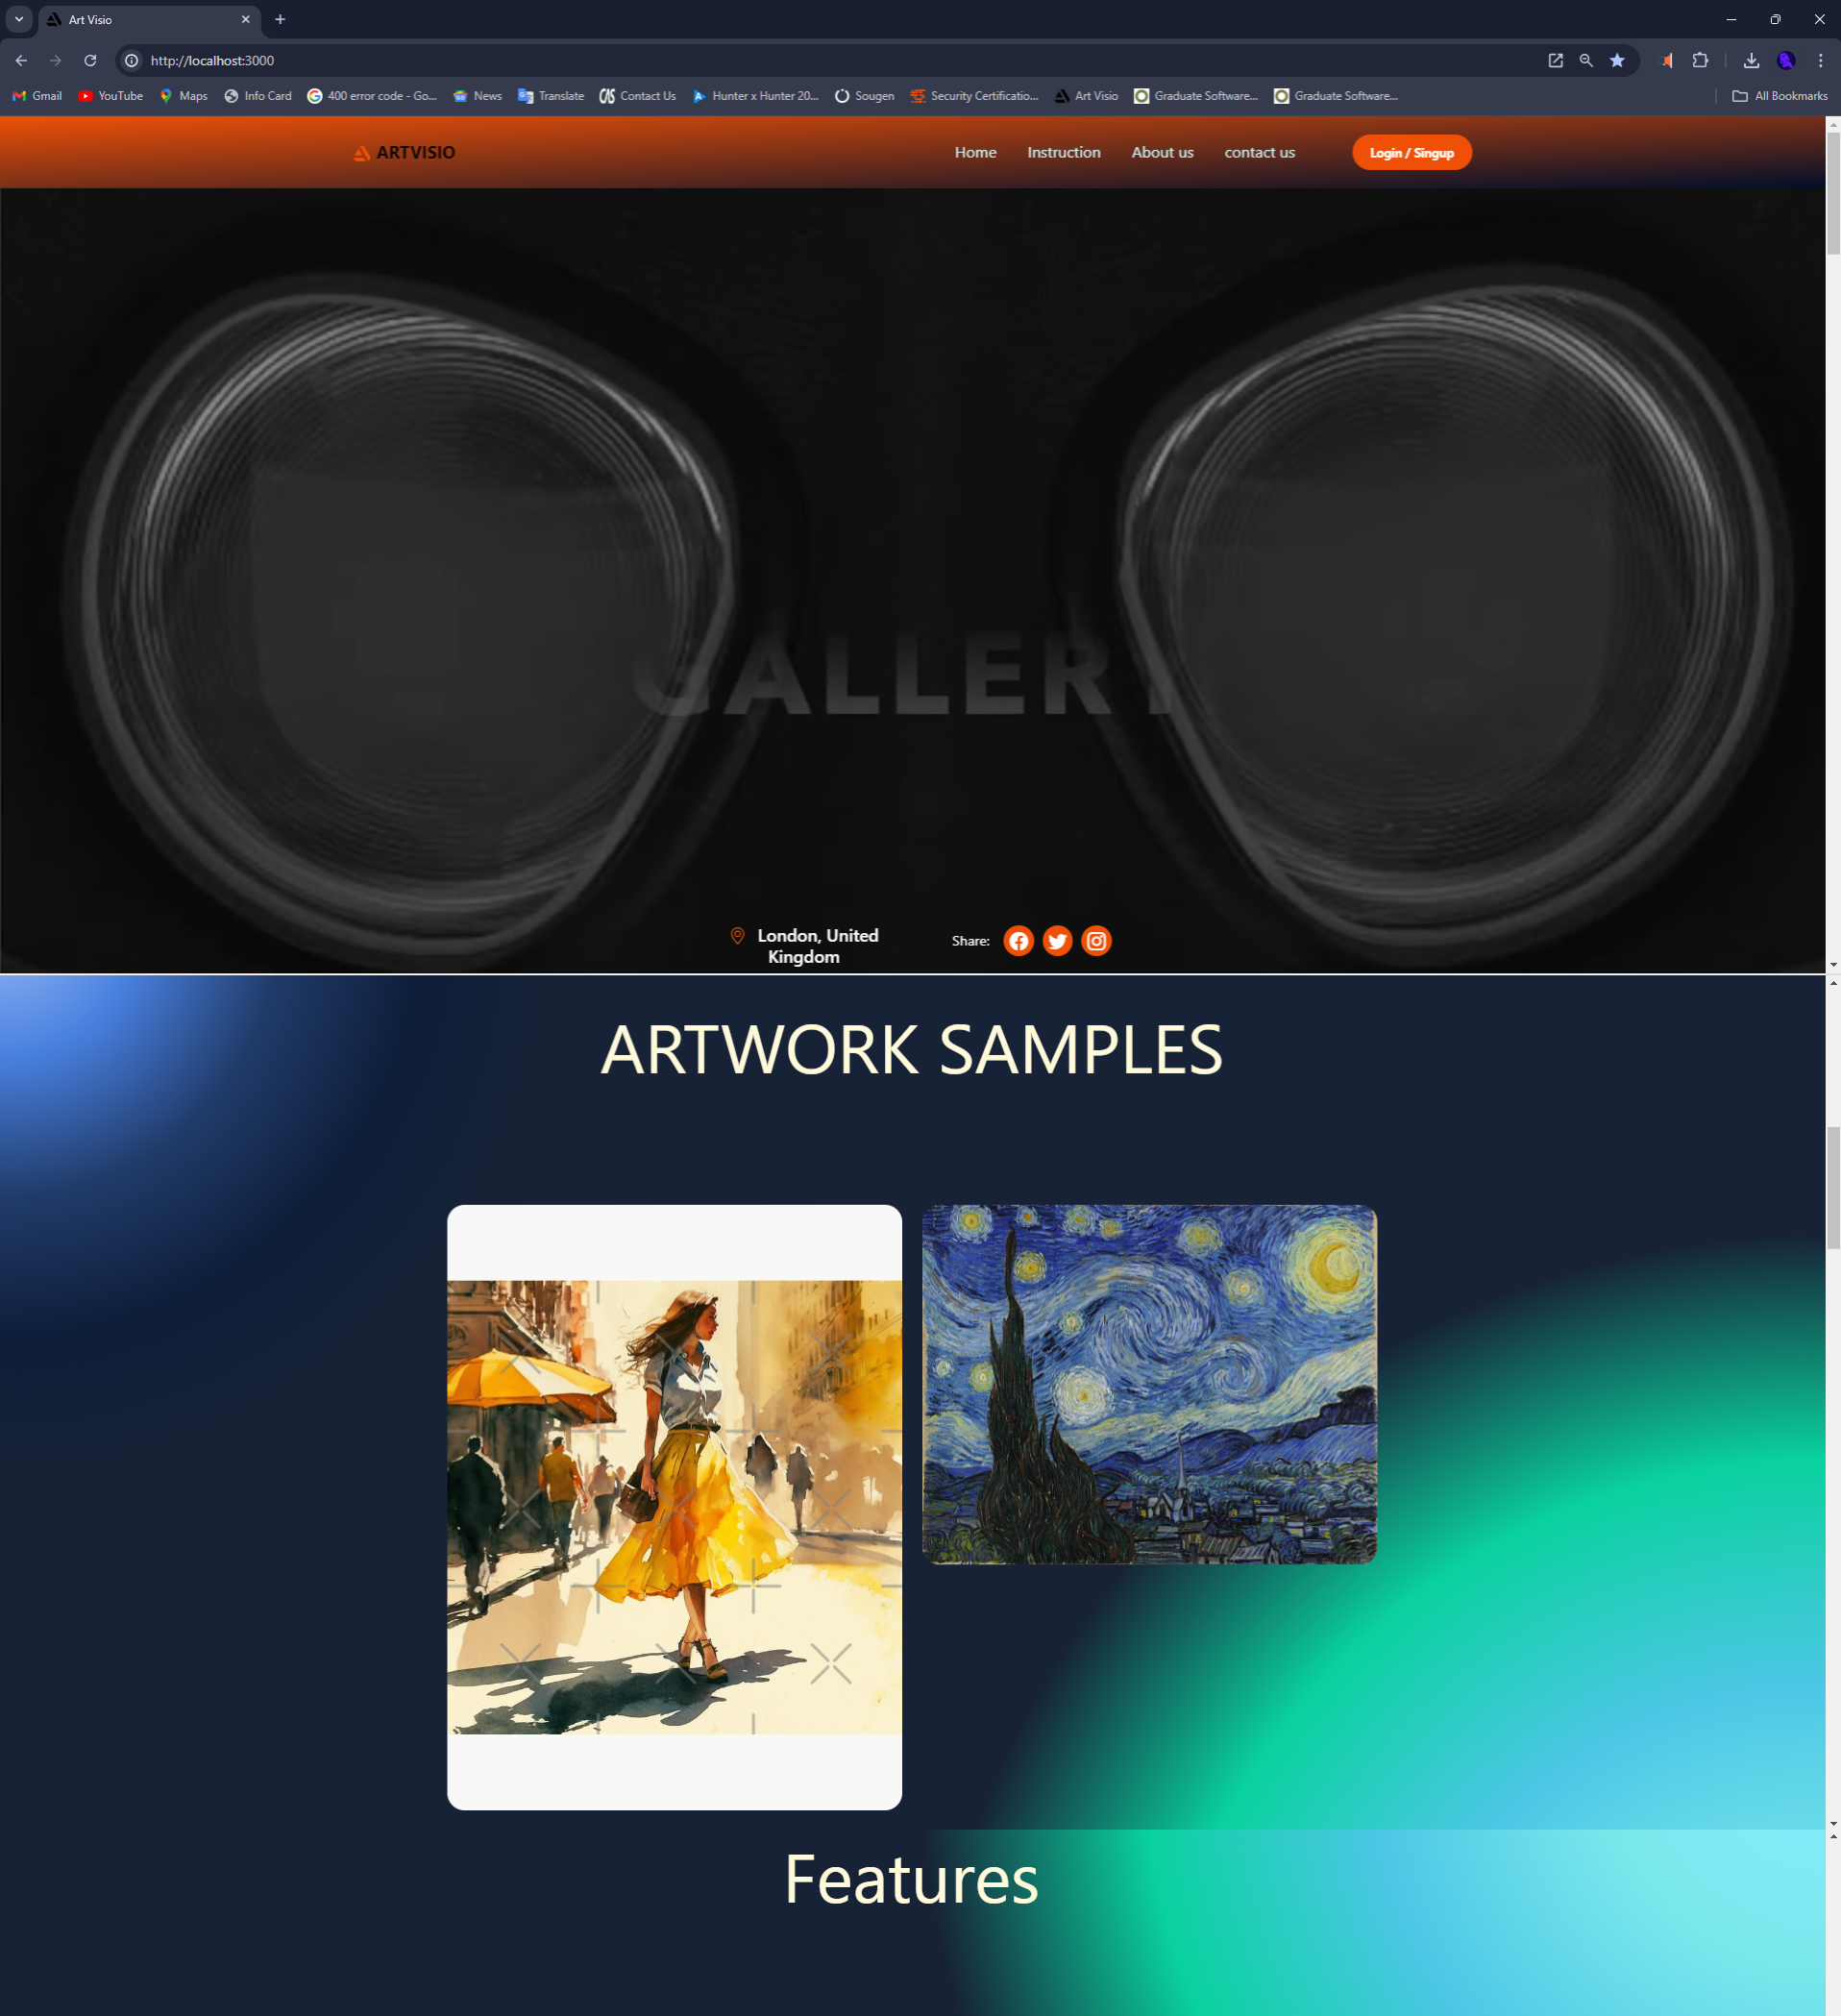 Art Visio
http://localhost:3000
Gmail
YouTube
Maps
Info Card
400 error code - Go...
News
Translate
Contact Us
Hunter x Hunter 20...
Sougen
Security Certificatio...
Art Visio
Graduate Software...
Graduate Software...
All Bookmarks
ARTVISIO
Home
Instruction
About us
contact us
Login / Singup
GALLERY
London, United
Kingdom
Share:
ARTWORK SAMPLES
Features